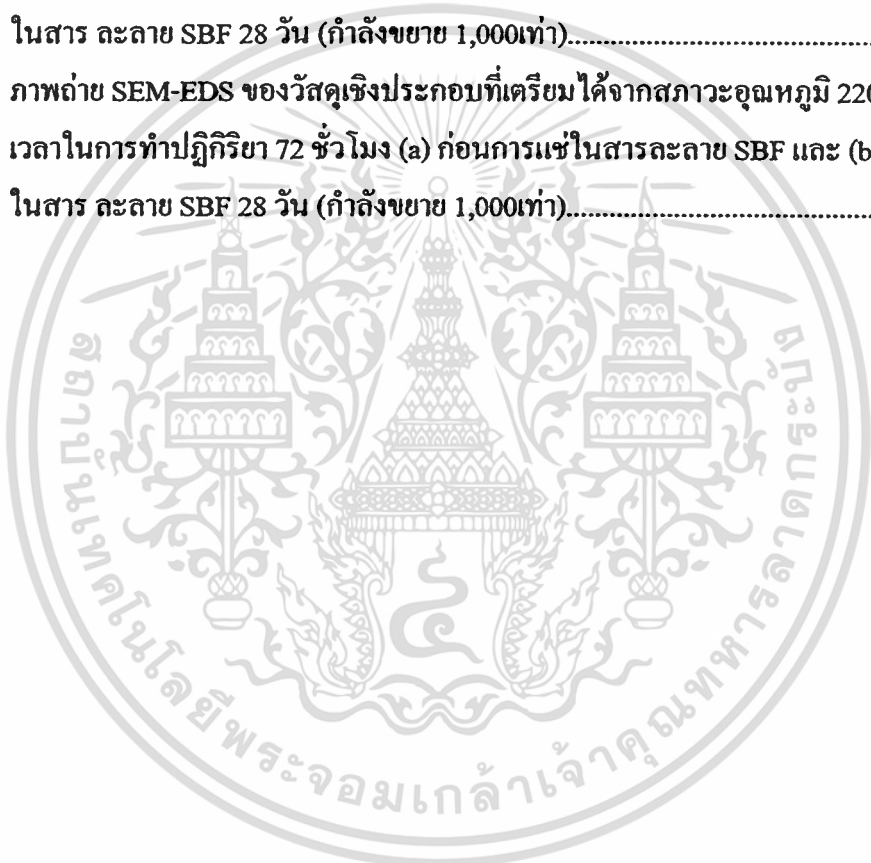 ในสาร ละลาย SBF 28 วัน (กำลังขยาย 1,000เท่า)..........................................
ภาพถ่าย SEM-EDS ของวัสดุเชิงประกอบที่เตรียมได้จากสภาวะอุณหภูมิ 220
เวลาในการทำปฏิกิริยา 72 ชั่วโมง (a) ก่อนการแช่ในสารละลาย SBF และ (b
ในสาร ละลาย SBF 28 วัน (กำลังขยาย 1,000เท่า)..........................................
สถาบันเทคโนโลยีพระจอมเกล้าเจ้าคุณทหารลาดกระบัง